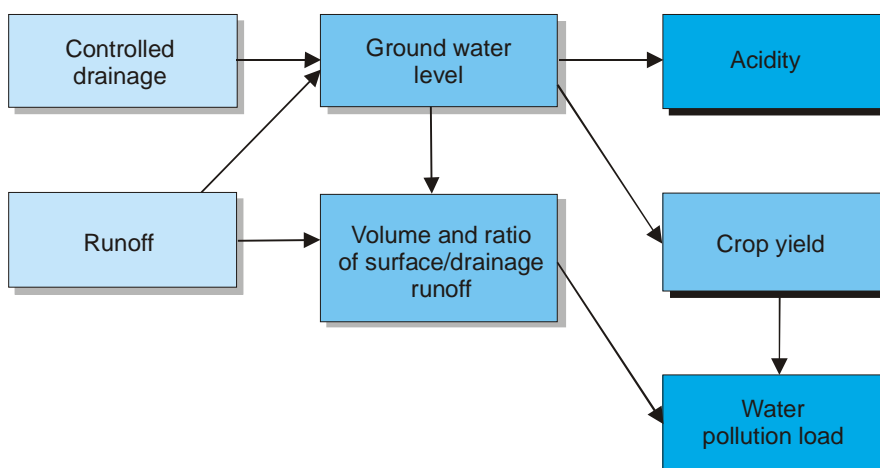 Controlled
drainage
Ground water
level
Acidity
Runoff
Volume and ratio
of surface/drainage
runoff
Crop yield
Water
pollution load